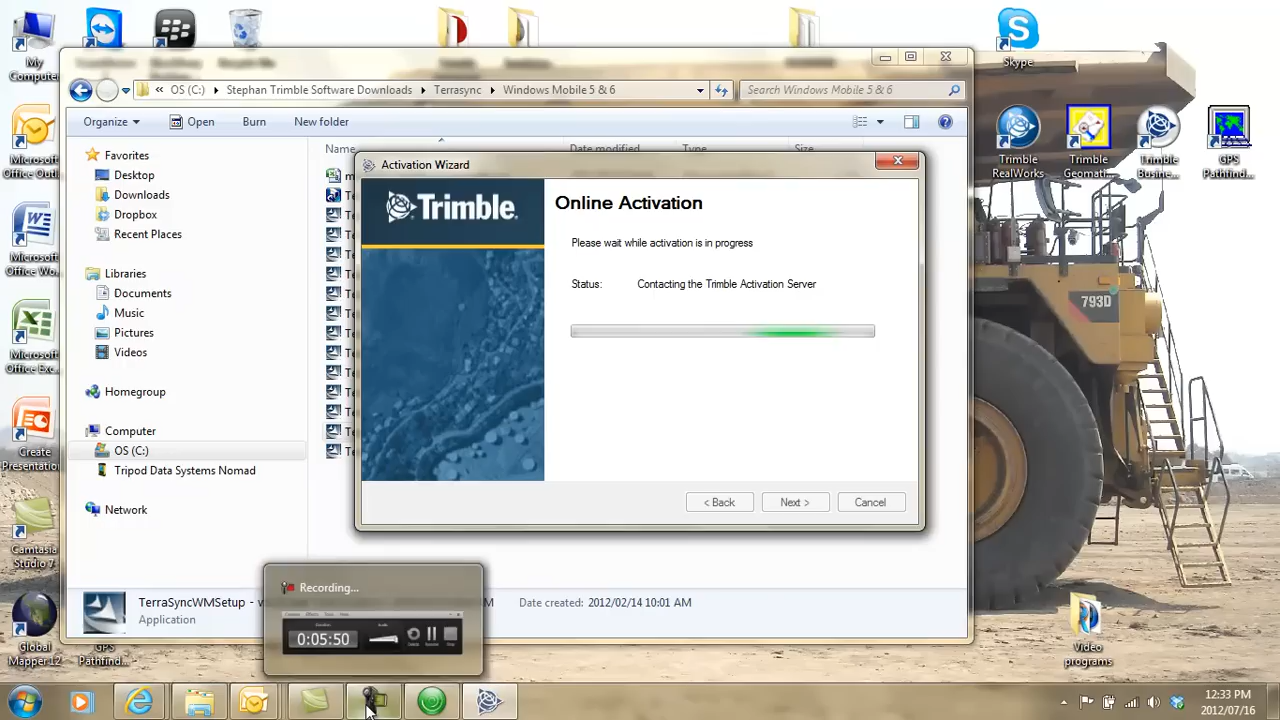 My
Computer
Skype
« OS (C:) Stephan Trimble Software Downloads Terrasync Windows Mobile 5 & 6
Search Windows Mobile 5 & 6
Organize Open Burn New folder
Name Date modified Type Size
Favorites
Desktop
Downloads
Dropbox
Recent Places
Libraries
Documents
Music
Pictures
Videos
Homegroup
Computer
OS (C:)
Tripod Data Systems Nomad
Network
Activation Wizard
Trimble.
Online Activation
Please wait while activation is in progress
Status: Contacting the Trimble Activation Server
< Back Next > Cancel
Microsoft
Office Outl...
Microsoft
Office Wo...
Microsoft
Office Exc...
Create
Presentatio...
Camtasia
Studio 7
Global
Mapper12
GPS
Pathfind...
Trimble
RealWorks
Trimble
Geomati...
Trimble
Busine...
GPS
Pathfind...
793D
Video
programs
TerraSyncWMSetup
Application
Date created: 2012/02/14 10:01 AM
Recording...
0:05:50
12:33 PM
2012/07/16